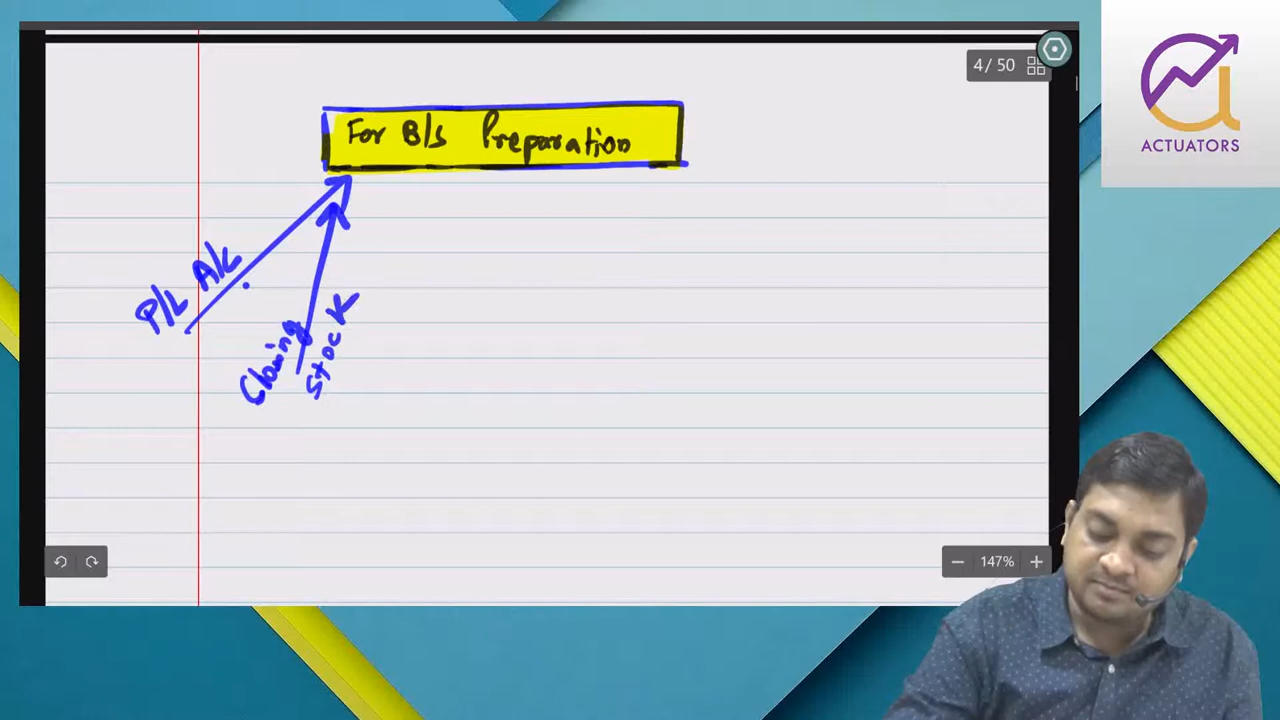 4 / 50
ACTUATORS
For B/s Preparation
P/L A/c
Closing
Stock
147%